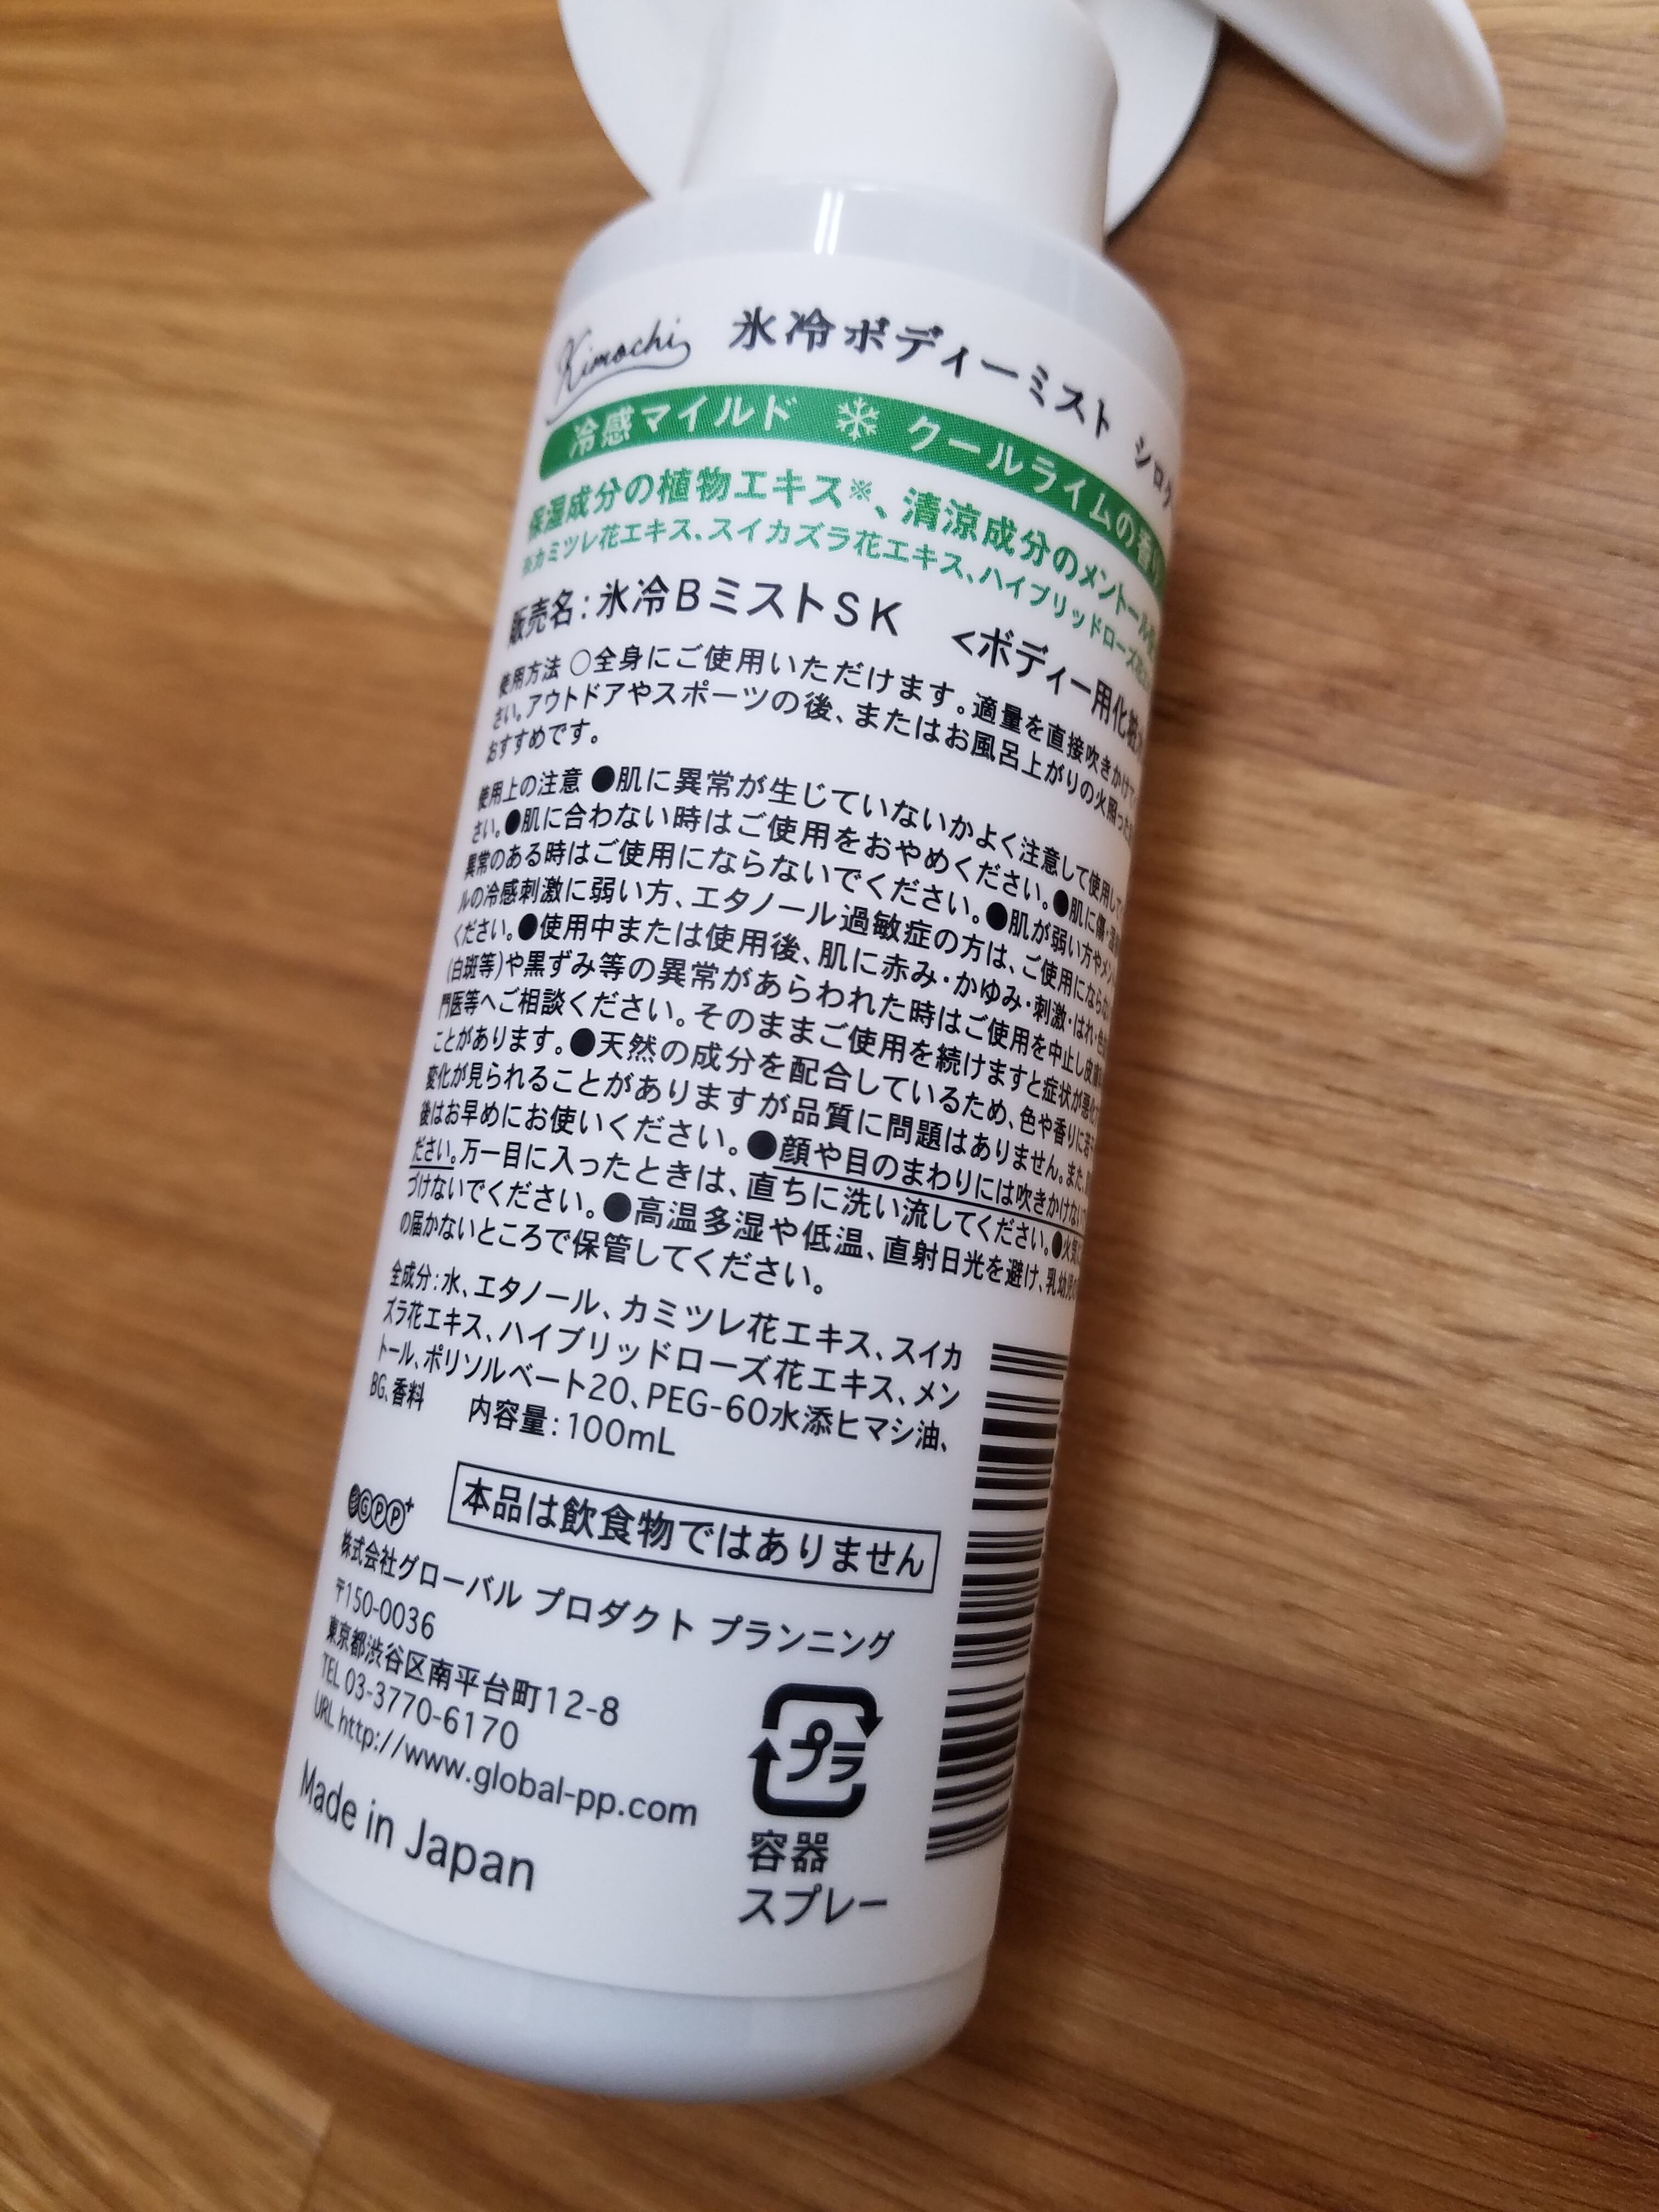 Kimochi 氷冷ボディーミスト シロク
冷感マイルド ❄ クールライムの香り
保湿成分の植物エキス※、清涼成分のメントール
※カミツレ花エキス、スイカズラ花エキス、ハイブリッドローズ花
販売名:氷冷BミストSK <ボディー用化粧水
使用方法 ○全身にご使用いただけます。適量を直接吹きかけて
さい。アウトドアやスポーツの後、またはお風呂上がりの火照った
おすすめです。
使用上の注意 ●肌に異常が生じていないかよく注意して使用して
さい。●肌に合わない時はご使用をおやめください。●肌に傷・
異常のある時はご使用にならないでください。●肌が弱い方やメン
ルの冷感刺激に弱い方、エタノール過敏症の方は、ご使用にならな
ください。●使用中または使用後、肌に赤み・かゆみ・刺激・はれ・色
(白斑等)や黒ずみ等の異常があらわれた時はご使用を中止し皮膚
門医等へご相談ください。そのままご使用を続けますと症状が悪化
ことがあります。●天然の成分を配合しているため、色や香りに若
変化が見られることがありますが品質に問題はありません。また、
後はお早めにお使いください。●顔や目のまわりには吹きかけない
ださい。万一目に入ったときは、直ちに洗い流してください。●火気
づけないでください。●高温多湿や低温、直射日光を避け、乳幼児
の届かないところで保管してください。
全成分:水、エタノール、カミツレ花エキス、スイカ
ズラ花エキス、ハイブリッドローズ花エキス、メン
トール、ポリソルベート20、PEG-60水添ヒマシ油、
BG、香料 内容量:100mL
本品は飲食物ではありません
GPP+
株式会社グローバル プロダクト プランニング
〒150-0036
東京都渋谷区南平台町12-8
TEL 03-3770-6170
URL http://www.global-pp.com
Made in Japan
プラ
容器
スプレー